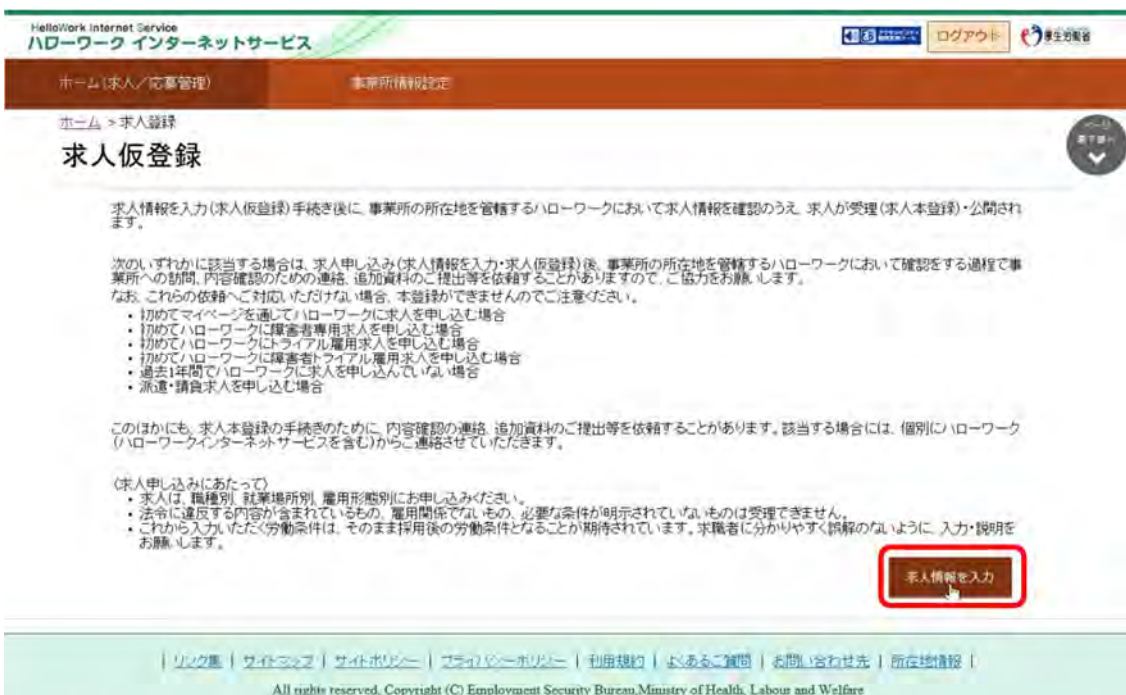 HelloWork Internet Service
ハローワーク インターネットサービス
ログアウト
厚生労働省
ホーム(求人/応募管理)
事業所情報設定
ホーム > 求人登録
求人仮登録
求人情報を入力(求人仮登録)手続き後に、事業所の所在地を管轄するハローワークにおいて求人情報を確認のうえ、求人が受理(求人本登録)・公開され
ます。
次のいずれかに該当する場合は、求人申し込み(求人情報を入力・求人仮登録)後、事業所の所在地を管轄するハローワークにおいて確認をする過程で事
業所への訪問、内容確認のための連絡、追加資料のご提出等を依頼することがありますので、ご協力をお願いします。
なお、これらの依頼へご対応いただけない場合、本登録ができませんのでご注意ください。
・初めてマイページを通じてハローワークに求人を申し込む場合
・初めてハローワークに障害者専用求人を申し込む場合
・初めてハローワークにトライアル雇用求人を申し込む場合
・初めてハローワークに障害者トライアル雇用求人を申し込む場合
・過去1年間でハローワークに求人を申し込んでいない場合
・派遣・請負求人を申し込む場合
このほかにも、求人本登録の手続きのために、内容確認の連絡、追加資料のご提出等を依頼することがあります。該当する場合には、個別にハローワーク
(ハローワークインターネットサービスを含む)からご連絡させていただきます。
〈求人申し込みにあたって〉
・求人は、職種別、就業場所別、雇用形態別にお申し込みください。
・法令に違反する内容が含まれているもの、雇用関係でないもの、必要な条件が明示されていないものは受理できません。
・これから入力いただく労働条件は、そのまま採用後の労働条件となることが期待されています。求職者に分かりやすく誤解のないように、入力・説明を
お願いします。
求人情報を入力
| リンク集 | サイトマップ | サイトポリシー | プライバシーポリシー | 利用規約 | よくあるご質問 | お問い合わせ先 | 所在地情報 |
All rights reserved. Copyright (C) Employment Security Bureau,Ministry of Health, Labour and Welfare